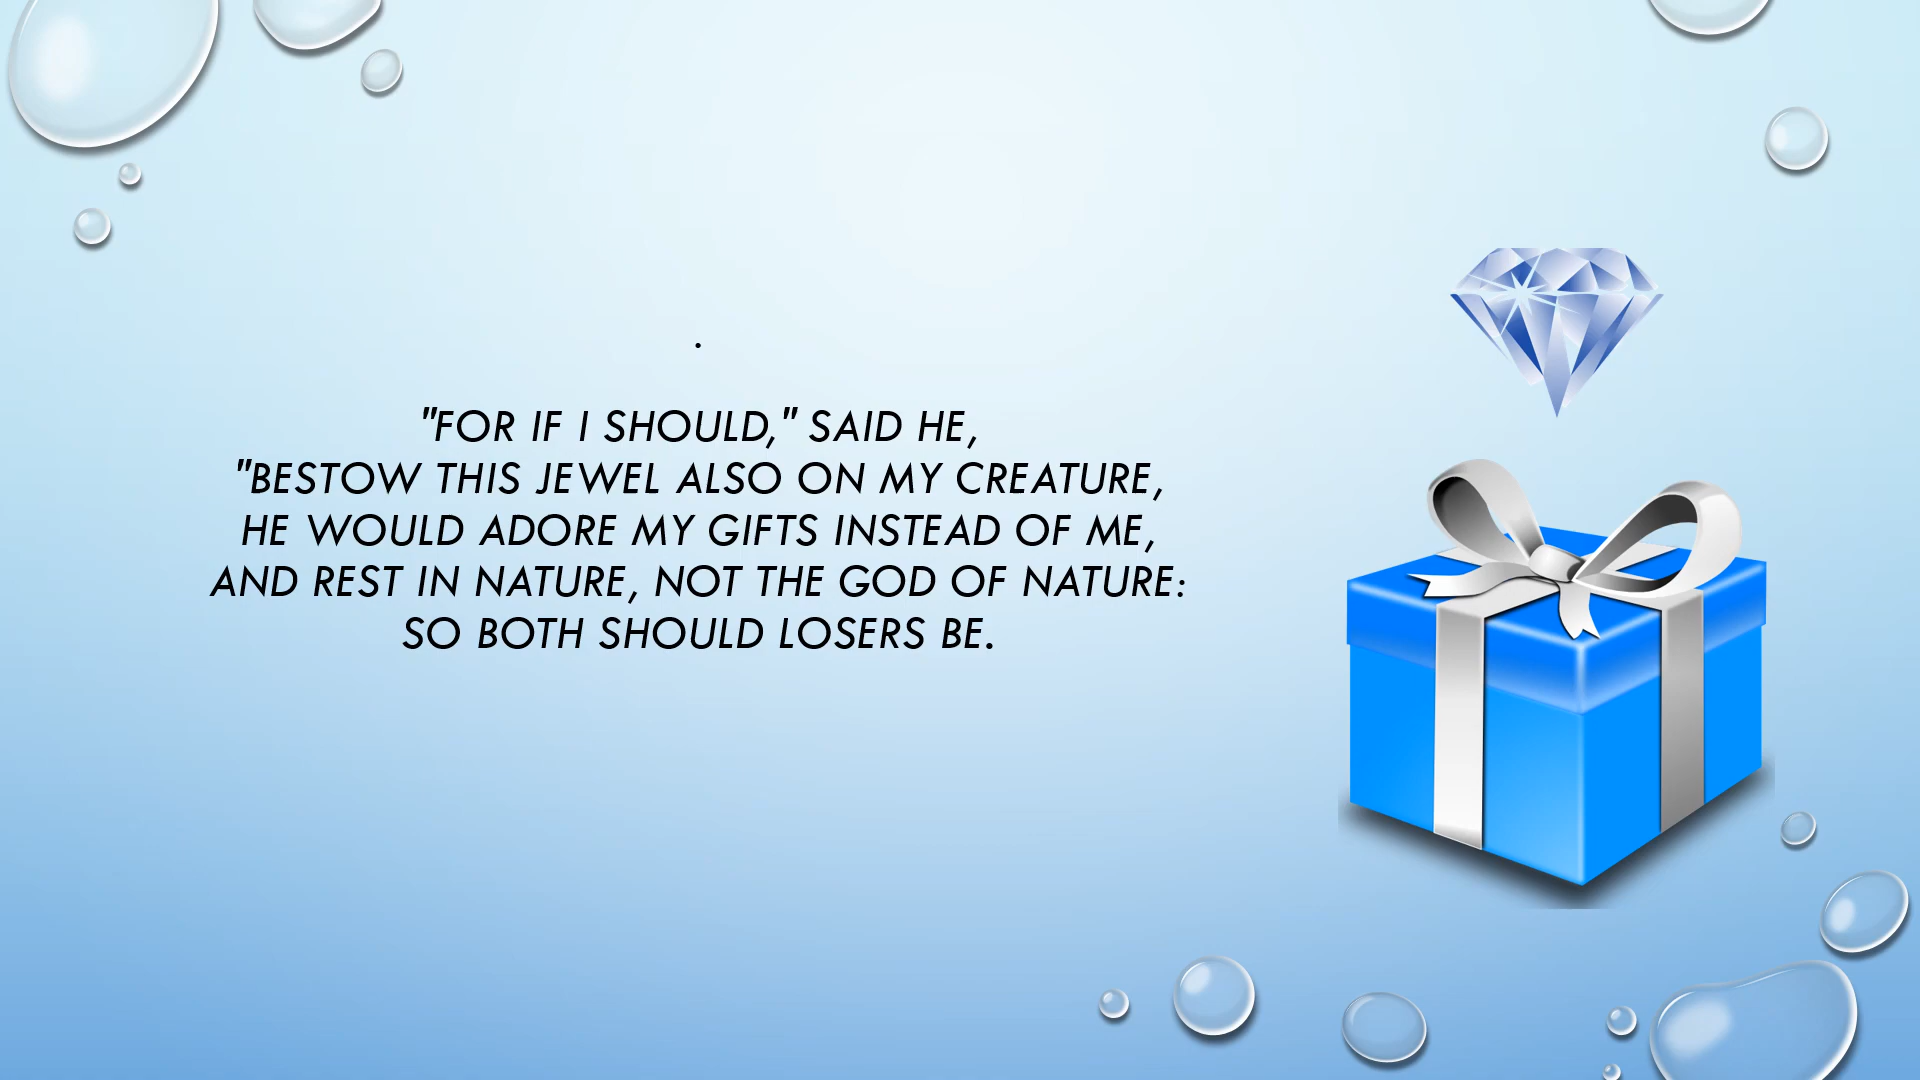 .
"FOR IF I SHOULD," SAID HE,
"BESTOW THIS JEWEL ALSO ON MY CREATURE,
HE WOULD ADORE MY GIFTS INSTEAD OF ME,
AND REST IN NATURE, NOT THE GOD OF NATURE:
SO BOTH SHOULD LOSERS BE.